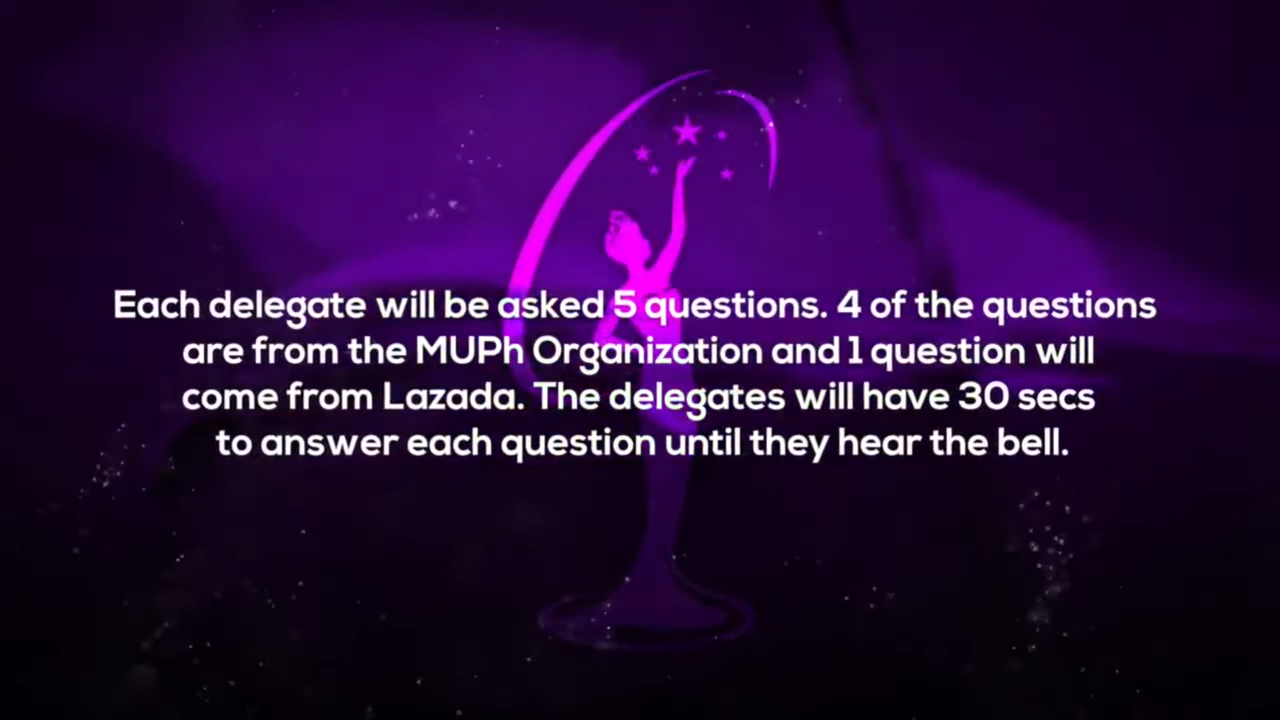 Each delegate will be asked 5 questions. 4 of the questions
are from the MUPh Organization and 1 question will
come from Lazada. The delegates will have 30 secs
to answer each question until they hear the bell.